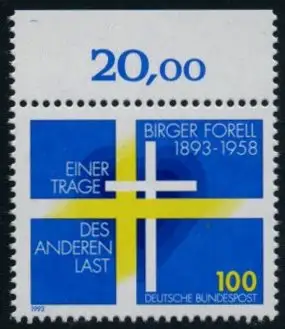 20,00
BIRGER FORELL
1893-1958
EINER
TRAGE
DES
ANDEREN
LAST
100
DEUTSCHE BUNDESPOST
1993